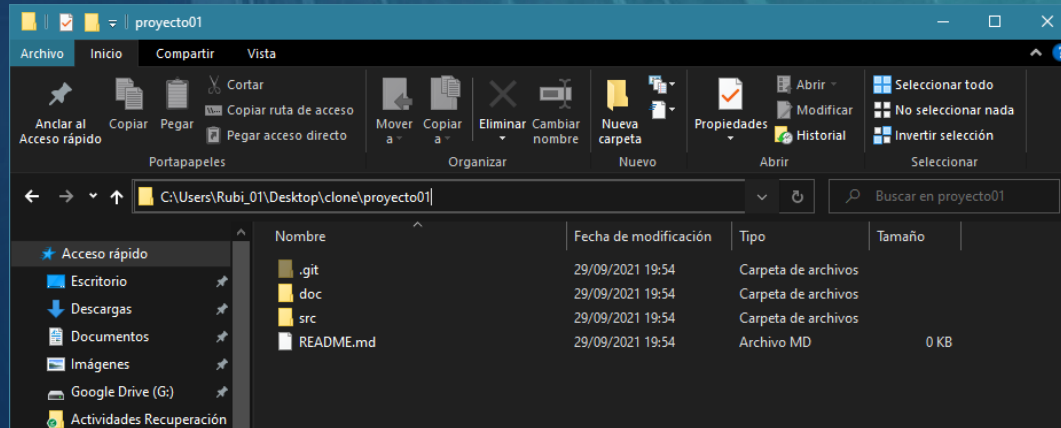 proyecto01
Archivo Inicio Compartir Vista
Anclar al Acceso rápido
Copiar
Pegar
Cortar
Copiar ruta de acceso
Pegar acceso directo
Portapapeles
Mover a
Copiar a
Eliminar
Cambiar nombre
Organizar
Nueva carpeta
Nuevo
Propiedades
Abrir
Modificar
Historial
Abrir
Seleccionar todo
No seleccionar nada
Invertir selección
Seleccionar
C:\Users\Rubi_01\Desktop\clone\proyecto01
Buscar en proyecto01
Nombre Fecha de modificación Tipo Tamaño
Acceso rápido
Escritorio
Descargas
Documentos
Imágenes
Google Drive (G:)
Actividades Recuperación
.git 29/09/2021 19:54 Carpeta de archivos
doc 29/09/2021 19:54 Carpeta de archivos
src 29/09/2021 19:54 Carpeta de archivos
README.md 29/09/2021 19:54 Archivo MD 0 KB